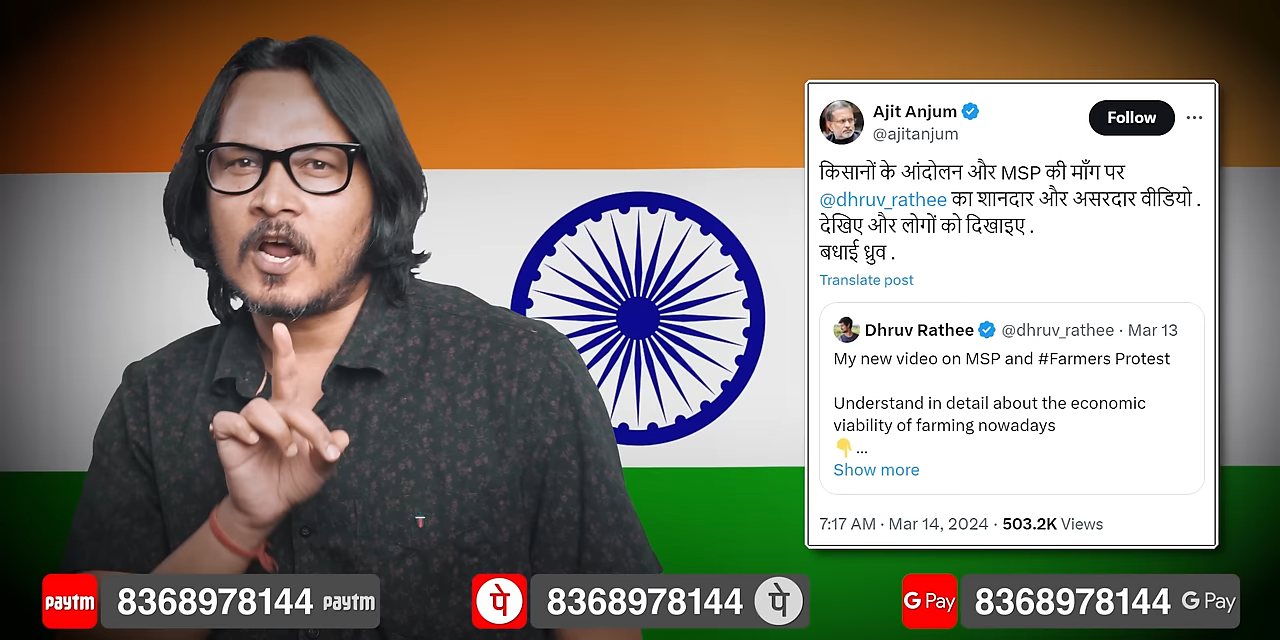 Ajit Anjum
Follow
@ajitanjum
किसानों के आंदोलन और MSP की माँग पर
@dhruv_rathee का शानदार और असरदार वीडियो .
देखिए और लोगों को दिखाइए .
बधाई ध्रुव .
Translate post
Dhruv Rathee @dhruv_rathee · Mar 13
My new video on MSP and #Farmers Protest
Understand in detail about the economic
viability of farming nowadays
👇 ...
Show more
7:17 AM · Mar 14, 2024 · 503.2K Views
paytm 8368978144 paytm
पे 8368978144 पे
G Pay 8368978144 G Pay